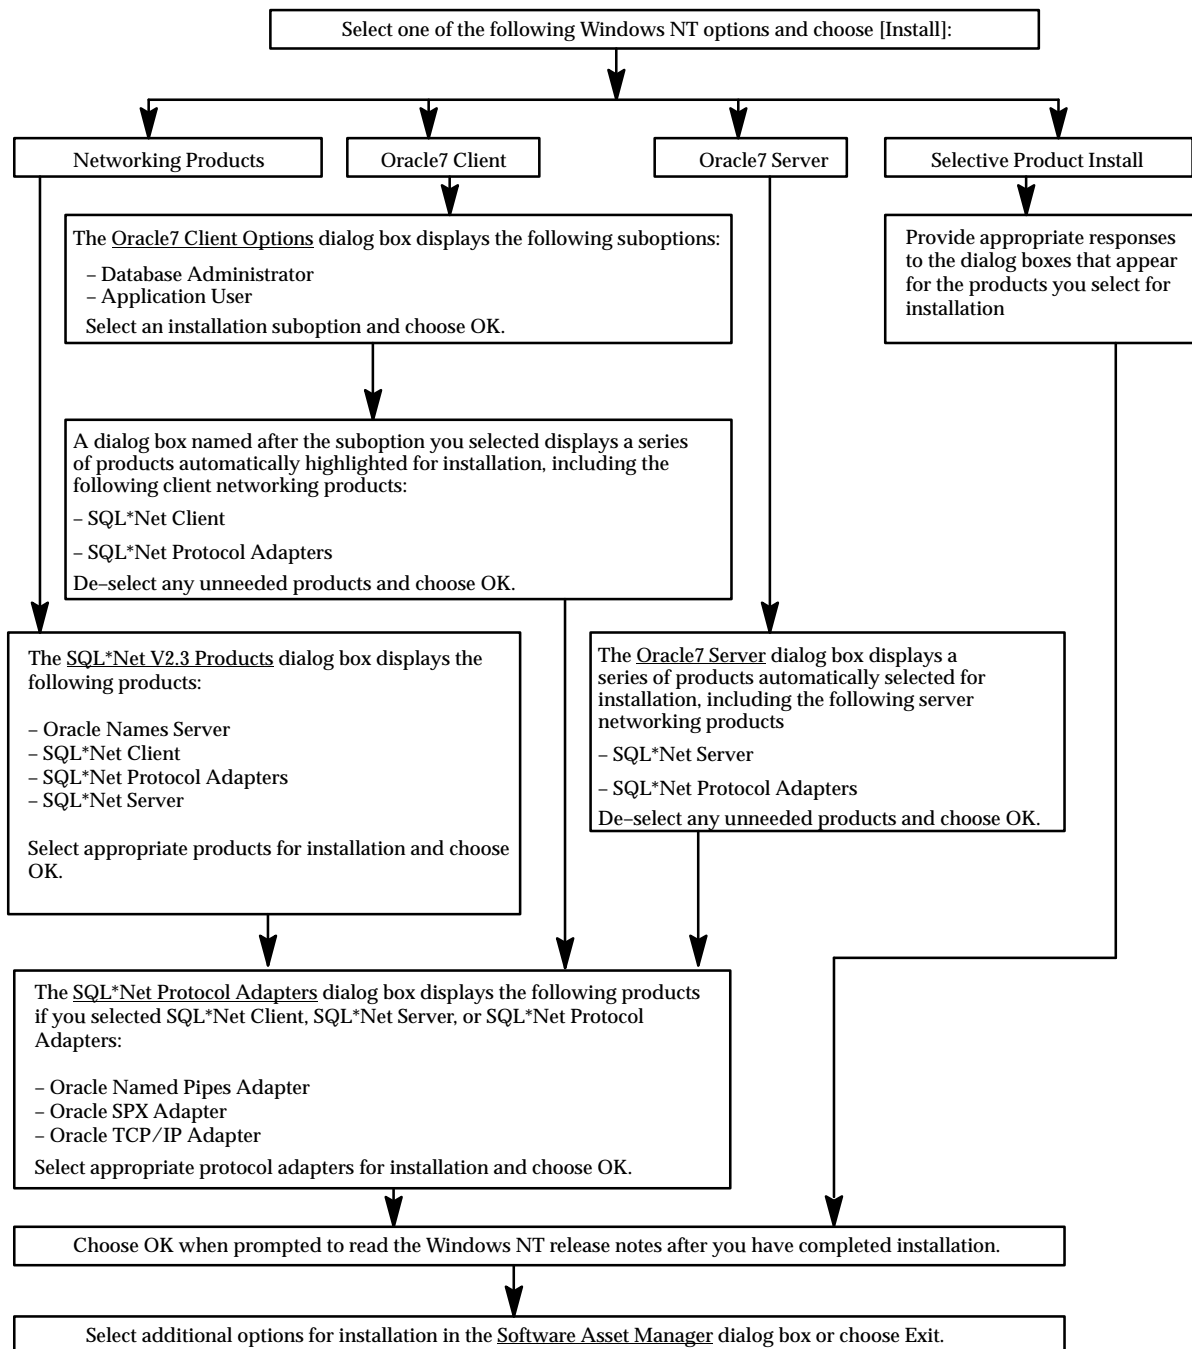 Select one of the following Windows NT options and choose [Install]:
Networking Products
Oracle7 Client
Oracle7 Server
Selective Product Install
The Oracle7 Client Options dialog box displays the following suboptions:
– Database Administrator
– Application User
Select an installation suboption and choose OK.
Provide appropriate responses
to the dialog boxes that appear
for the products you select for
installation
A dialog box named after the suboption you selected displays a series
of products automatically highlighted for installation, including the
following client networking products:
– SQL*Net Client
– SQL*Net Protocol Adapters
De–select any unneeded products and choose OK.
The SQL*Net V2.3 Products dialog box displays the
following products:
– Oracle Names Server
– SQL*Net Client
– SQL*Net Protocol Adapters
– SQL*Net Server
Select appropriate products for installation and choose
OK.
The Oracle7 Server dialog box displays a
series of products automatically selected for
installation, including the following server
networking products
– SQL*Net Server
– SQL*Net Protocol Adapters
De–select any unneeded products and choose OK.
The SQL*Net Protocol Adapters dialog box displays the following products
if you selected SQL*Net Client, SQL*Net Server, or SQL*Net Protocol
Adapters:
– Oracle Named Pipes Adapter
– Oracle SPX Adapter
– Oracle TCP/IP Adapter
Select appropriate protocol adapters for installation and choose OK.
Choose OK when prompted to read the Windows NT release notes after you have completed installation.
Select additional options for installation in the Software Asset Manager dialog box or choose Exit.